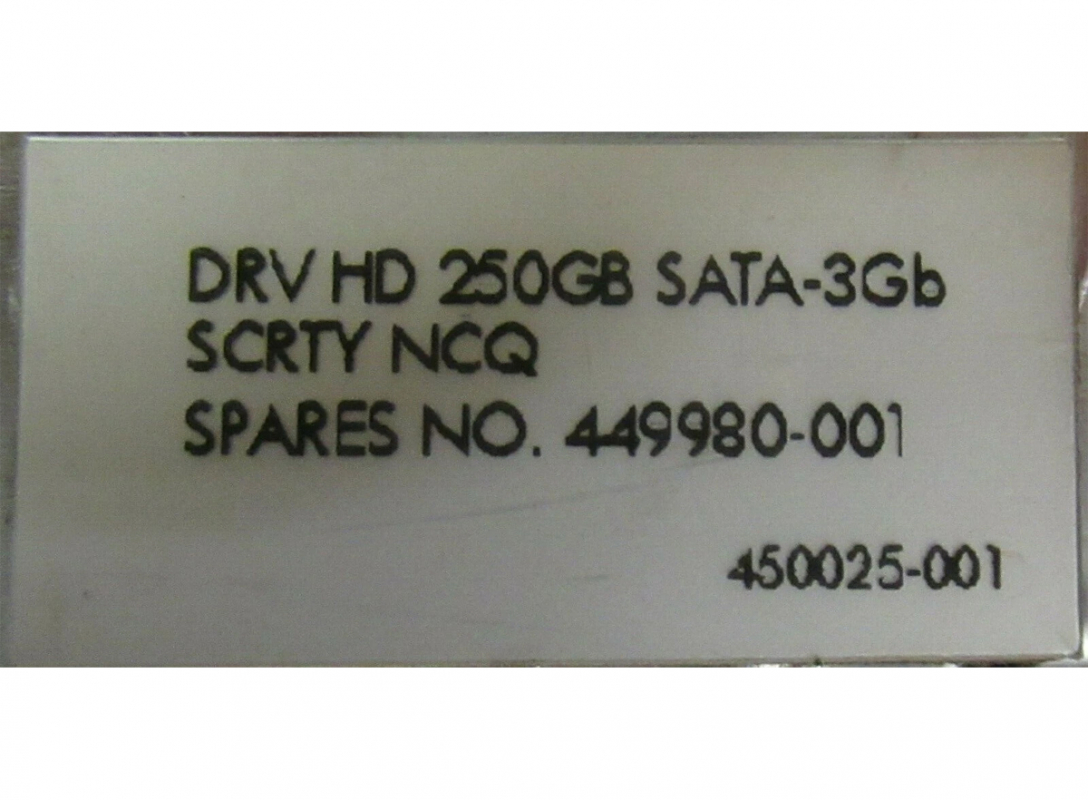 DRV HD 250GB SATA-3Gb
SCRTY NCQ
SPARES NO. 449980-001
450025-001